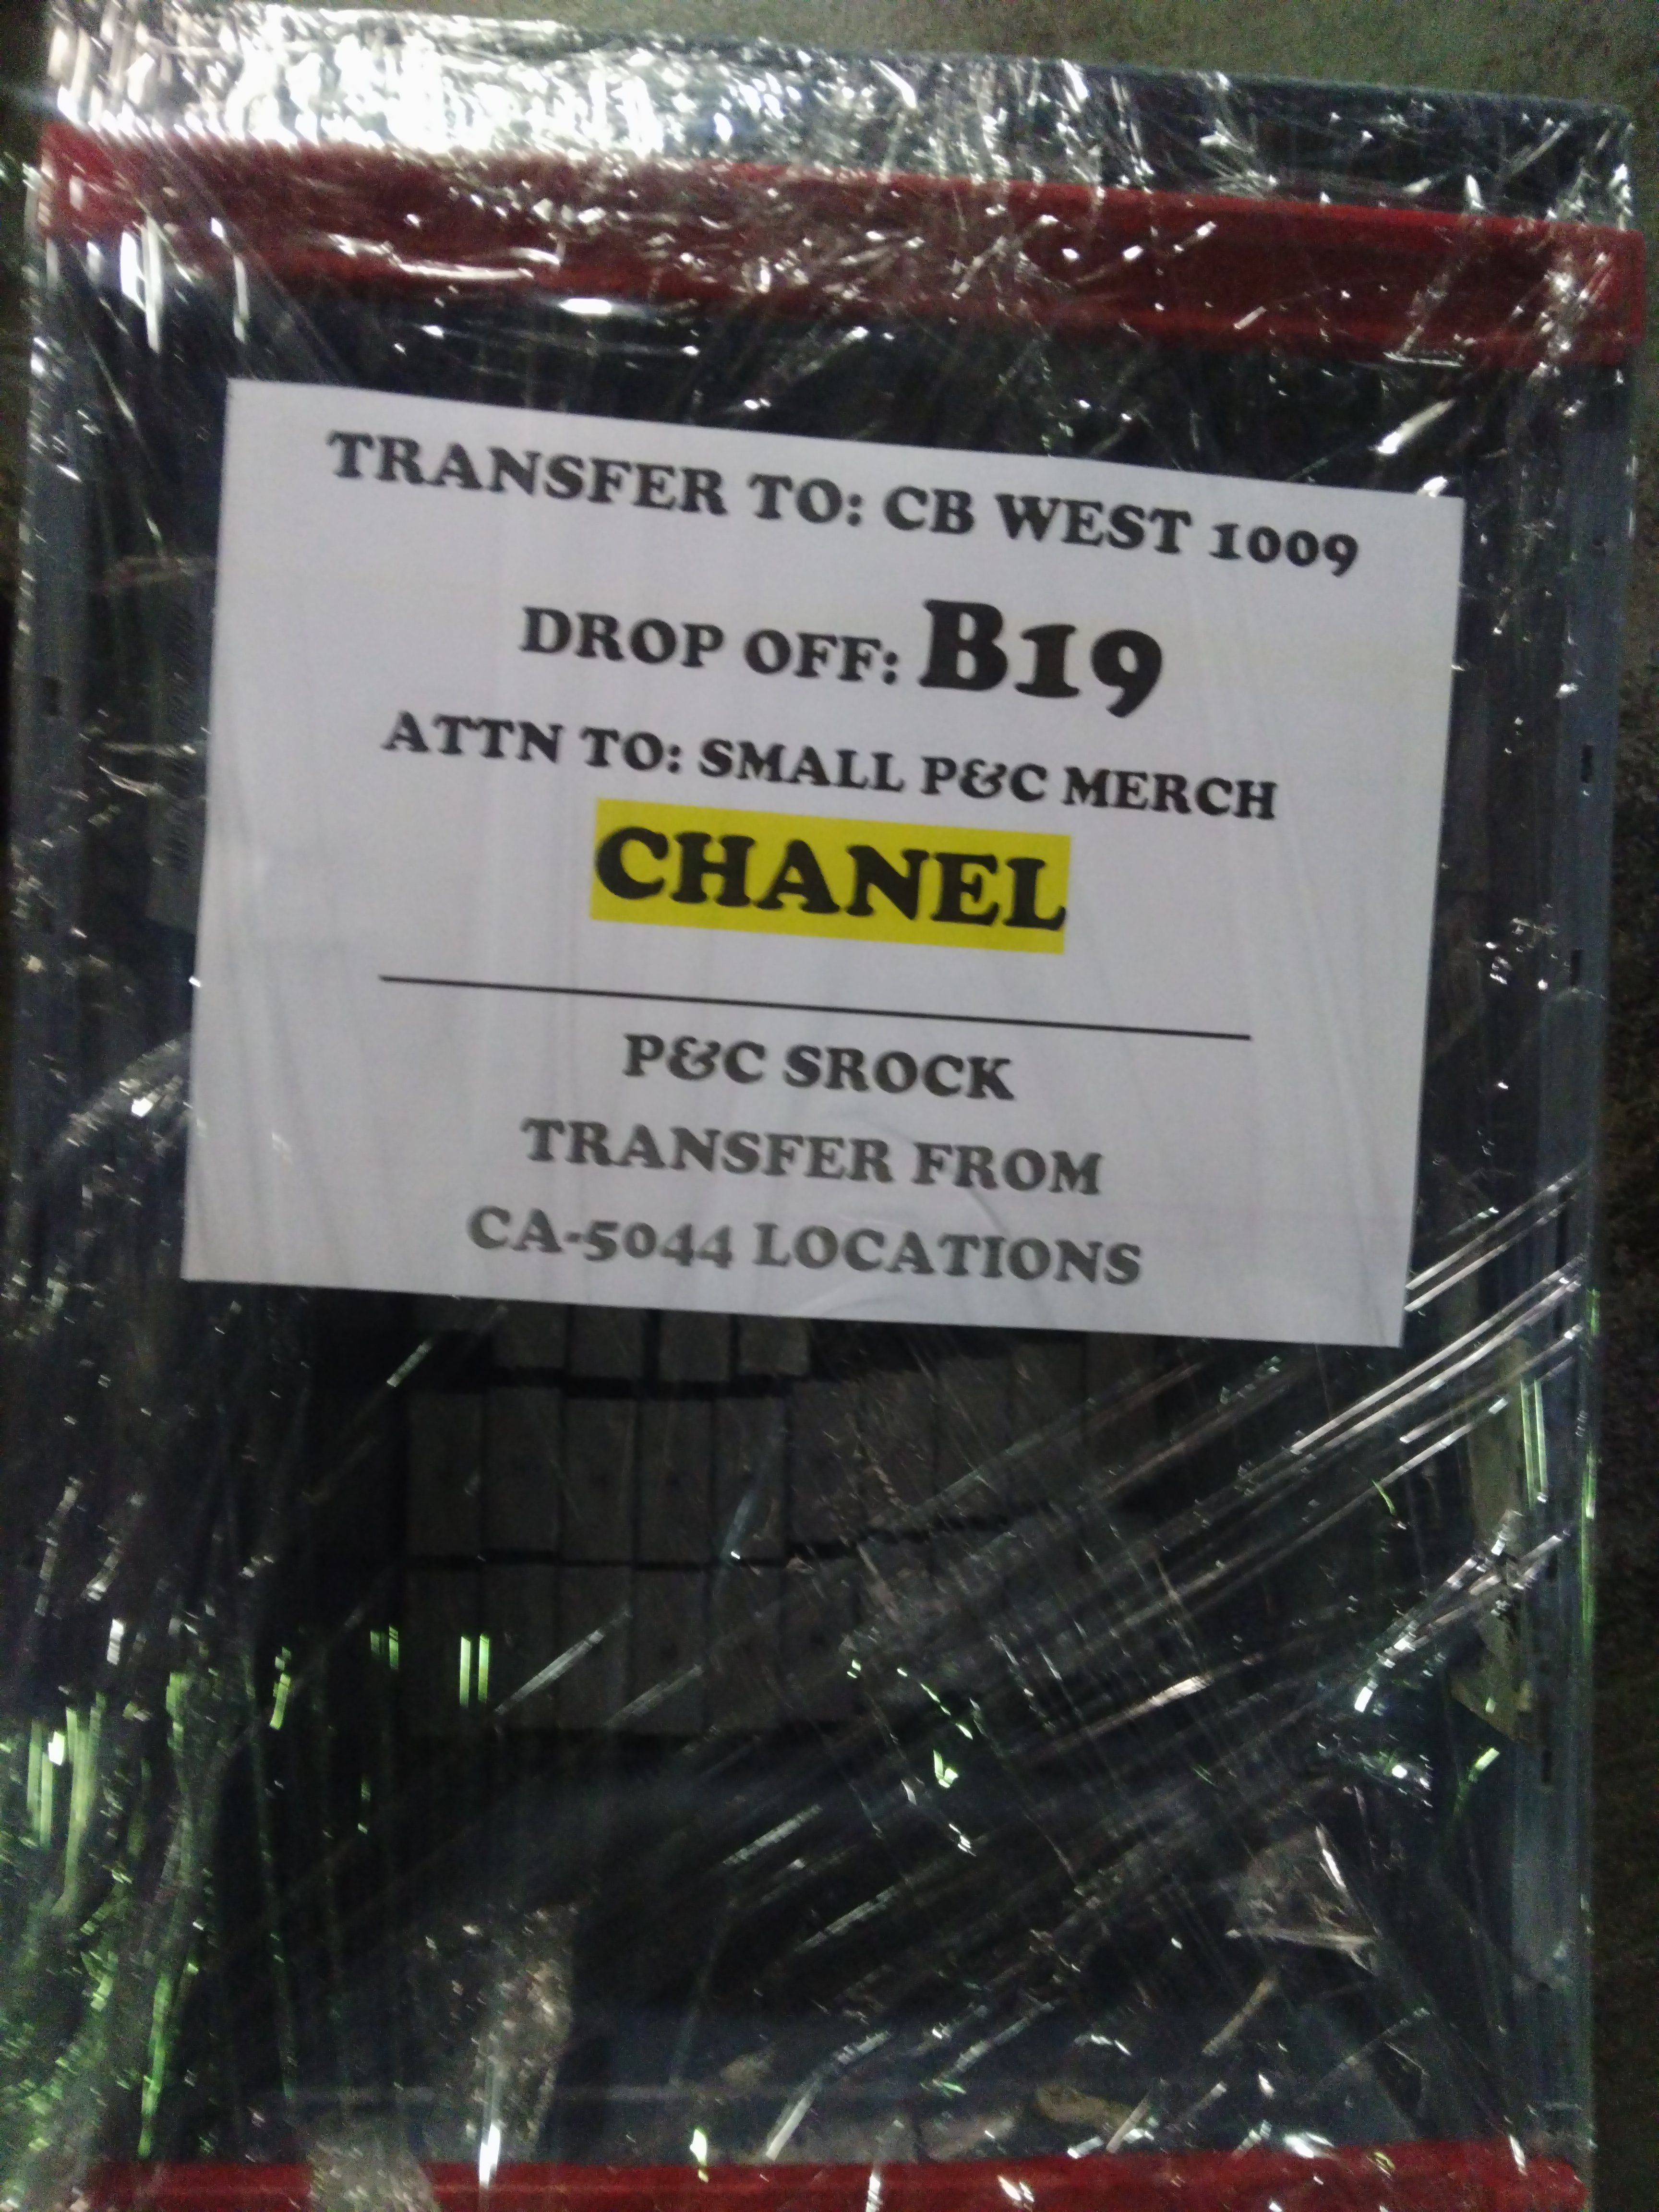 TRANSFER TO: CB WEST 1009
DROP OFF: B19
ATTN TO: SMALL P&C MERCH
CHANEL
P&C SROCK
TRANSFER FROM
CA-5044 LOCATIONS